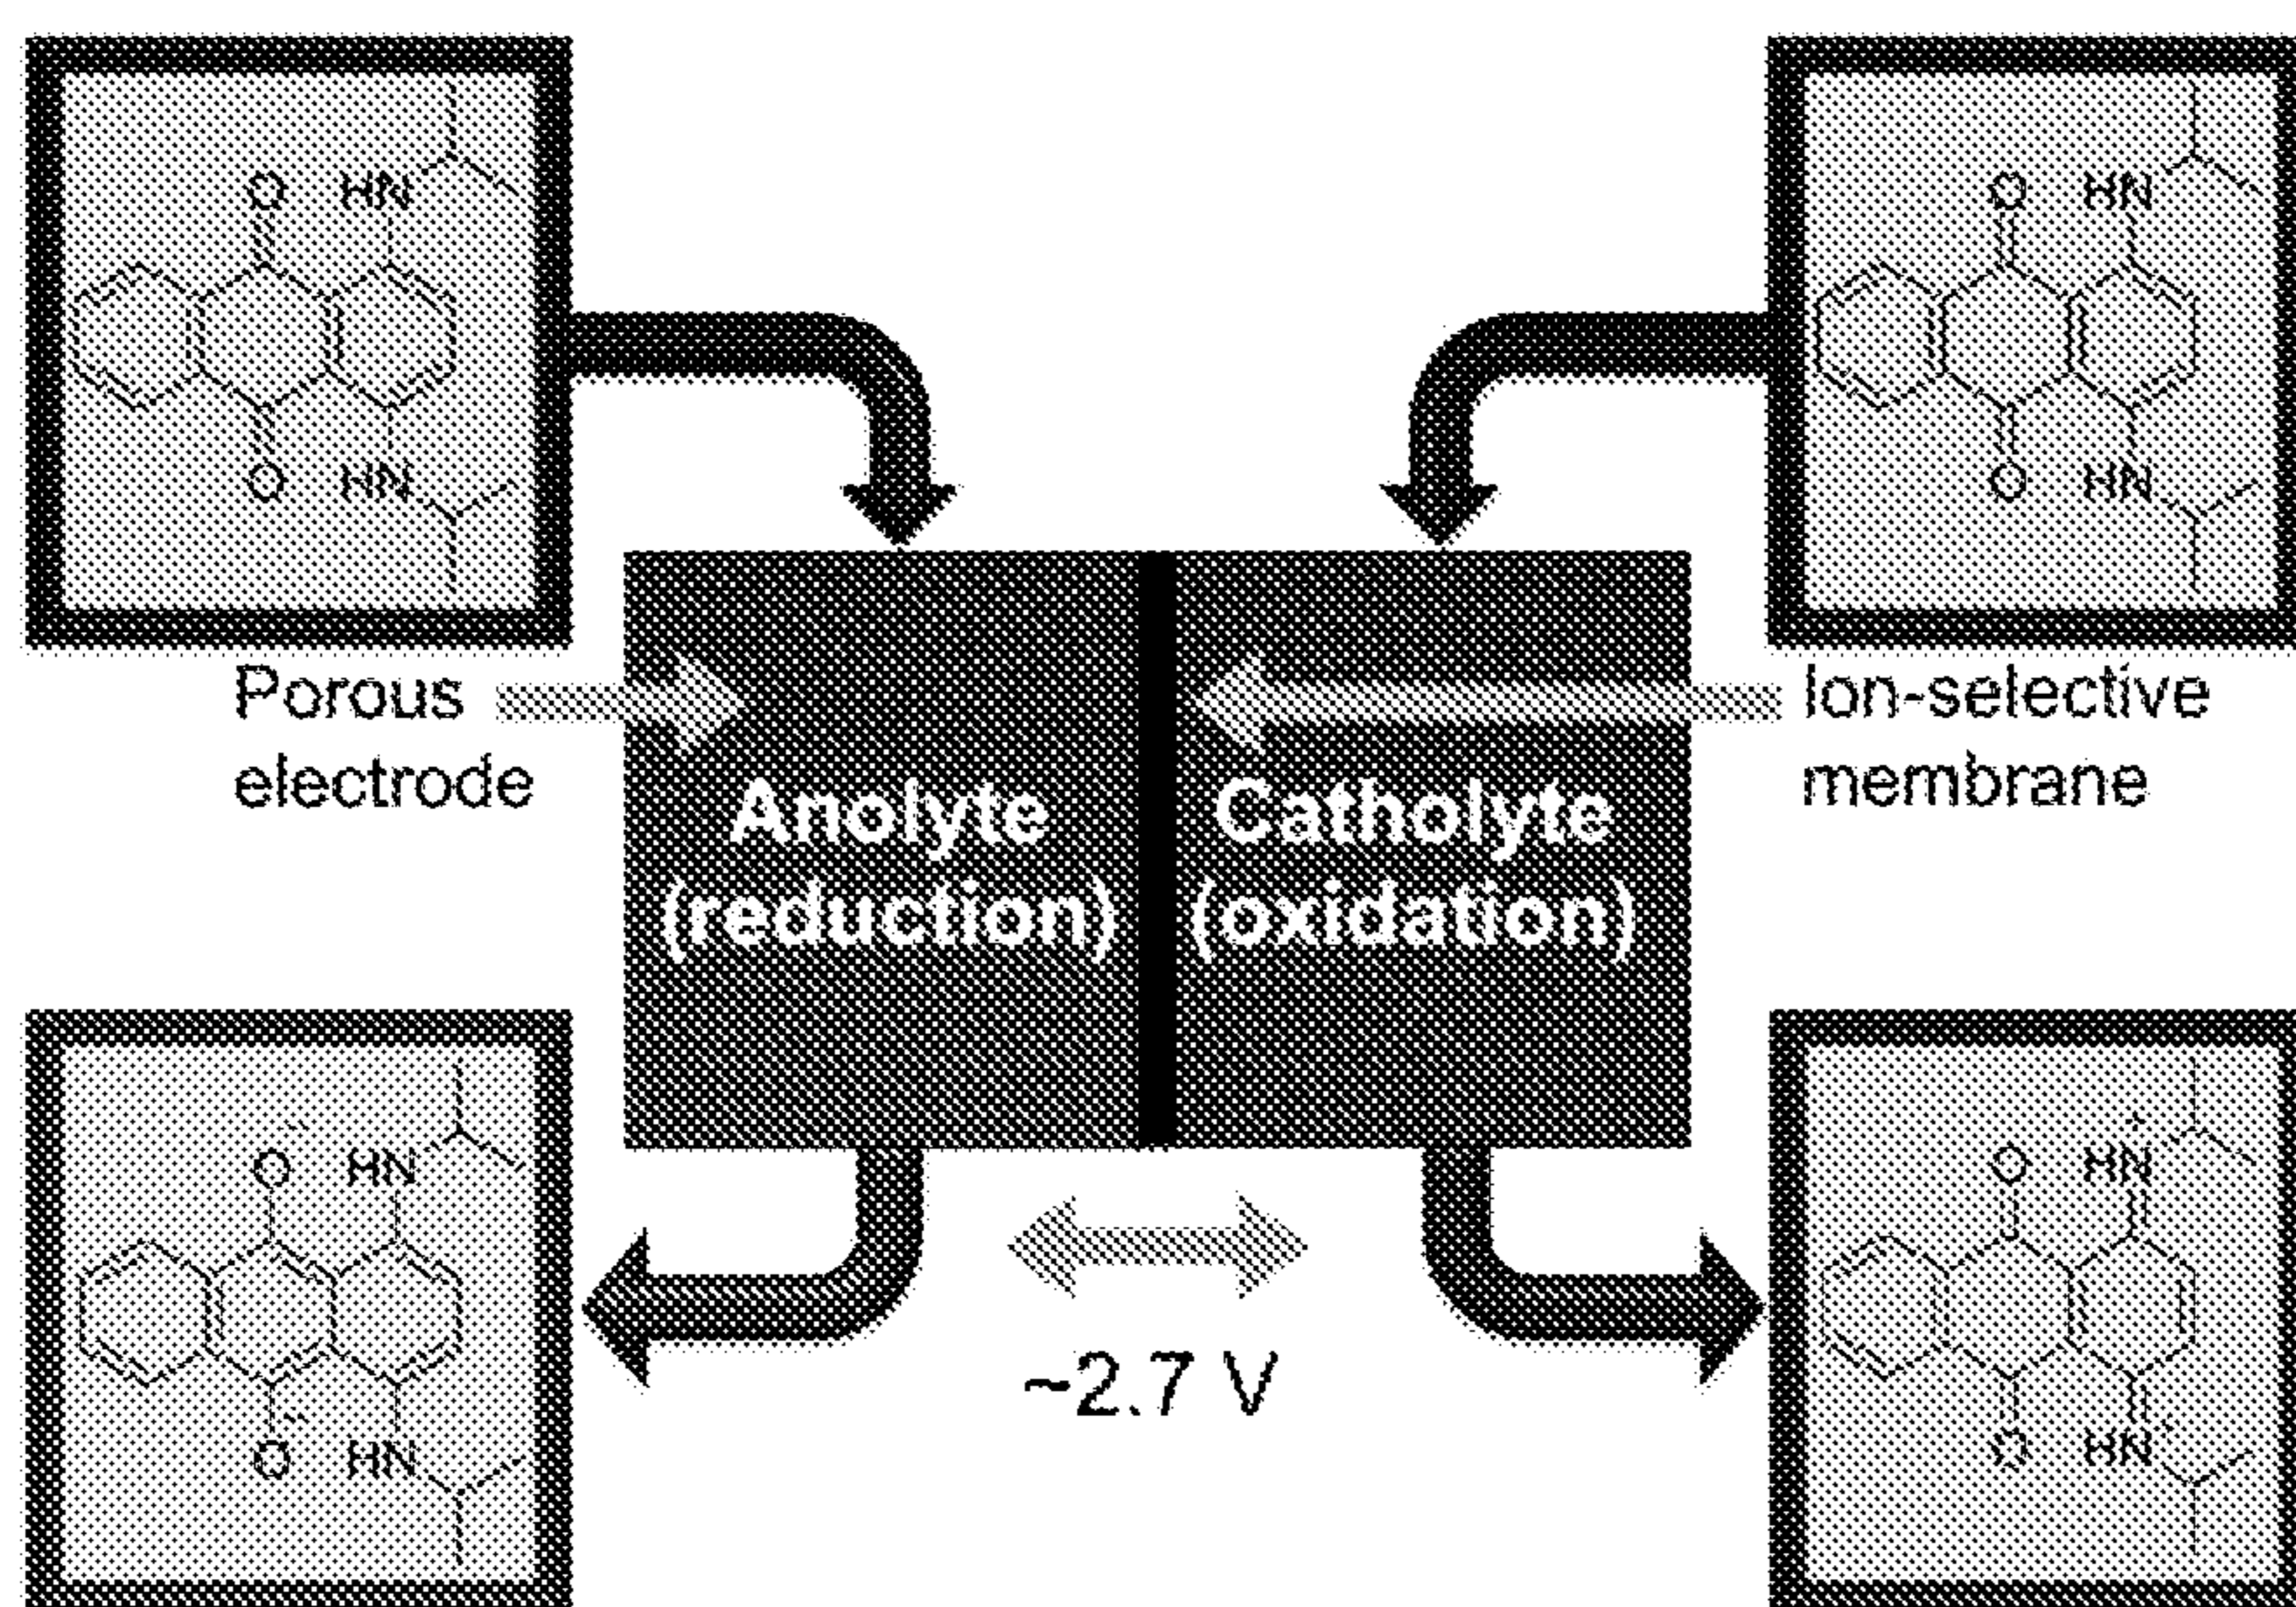 O HN
O HN
O HN
O HN
Porous
electrode
Ion-selective
membrane
Anolyte
(reduction)
Catholyte
(oxidation)
O HN
O HN
O HN
O HN
~2.7 V